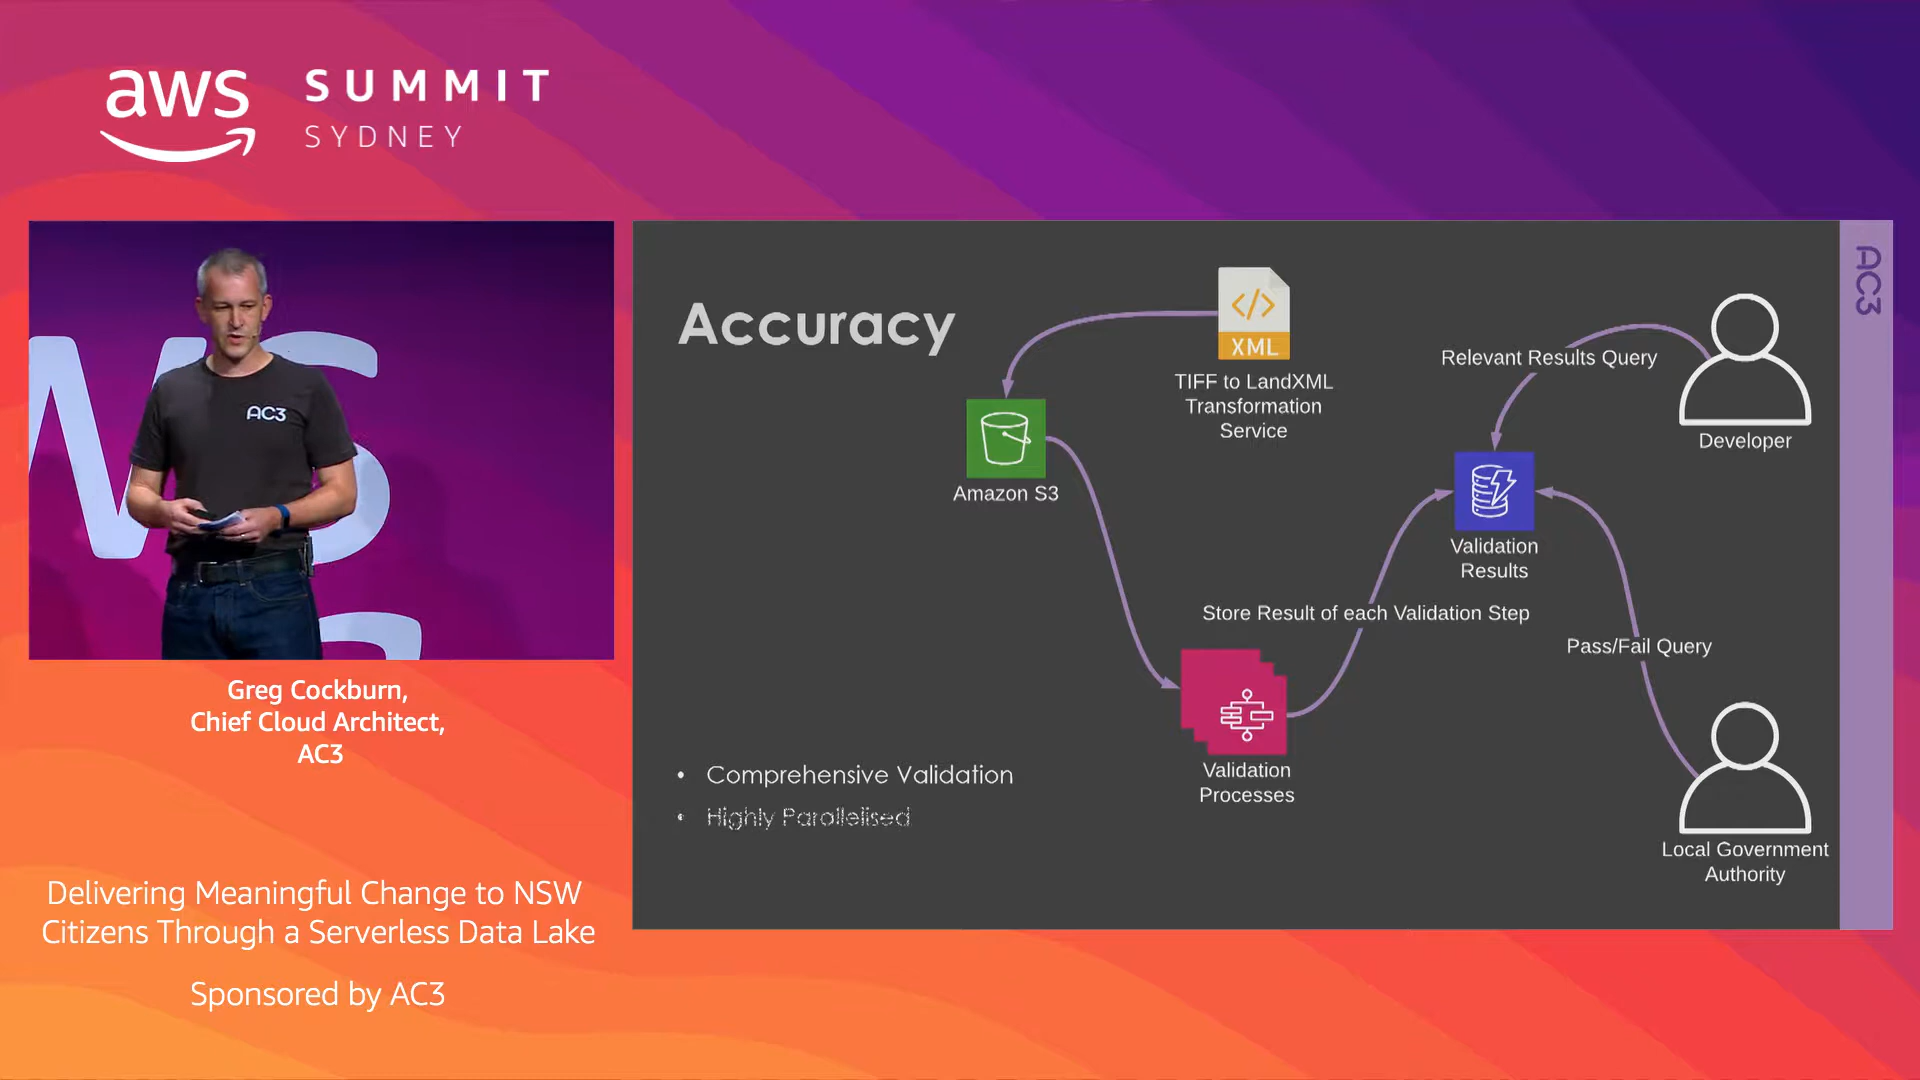 aws SUMMIT
SYDNEY
AC3
Greg Cockburn,
Chief Cloud Architect,
AC3
Delivering Meaningful Change to NSW
Citizens Through a Serverless Data Lake
Sponsored by AC3
Accuracy
XML
TIFF to LandXML
Transformation
Service
Amazon S3
Relevant Results Query
Developer
Validation
Results
Store Result of each Validation Step
Pass/Fail Query
Validation
Processes
Local Government
Authority
• Comprehensive Validation
• Highly Parallelised
AC3